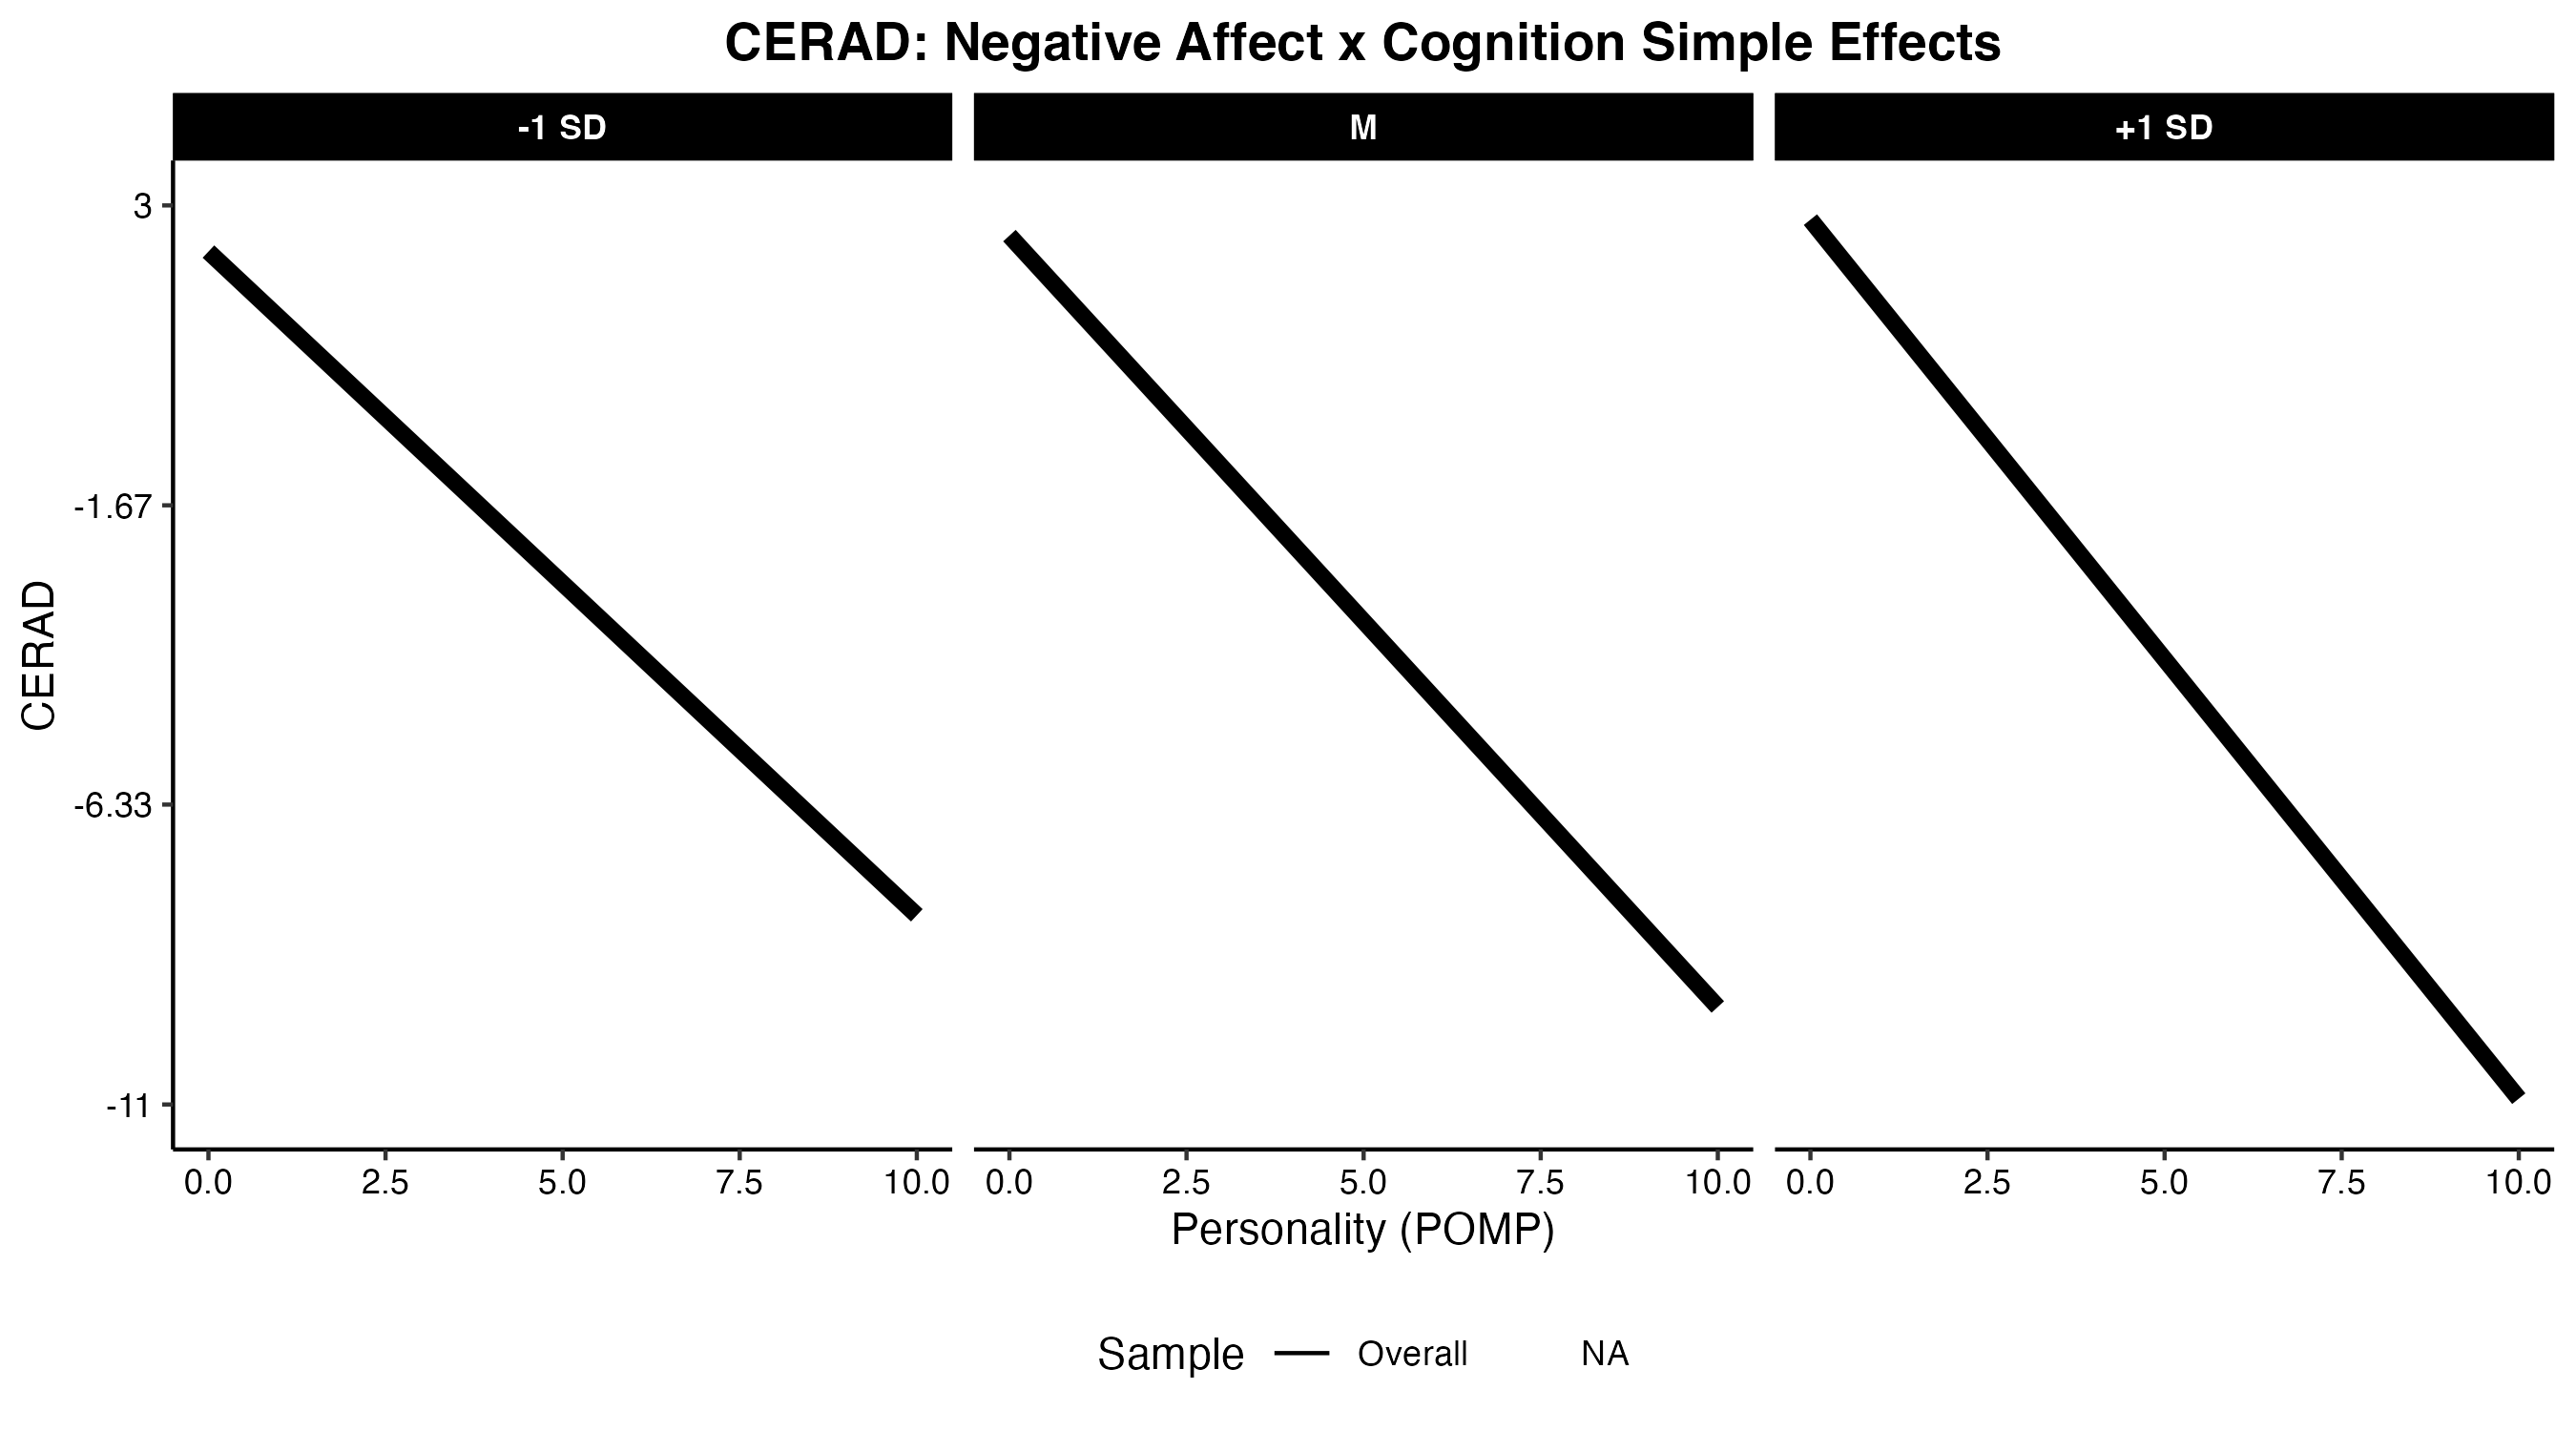 CERAD: Negative Affect x Cognition Simple Effects
-1 SD M +1 SD
3
-1.67
-6.33
-11
CERAD
0.0 2.5 5.0 7.5 10.0 0.0 2.5 5.0 7.5 10.0 0.0 2.5 5.0 7.5 10.0
Personality (POMP)
Sample Overall NA